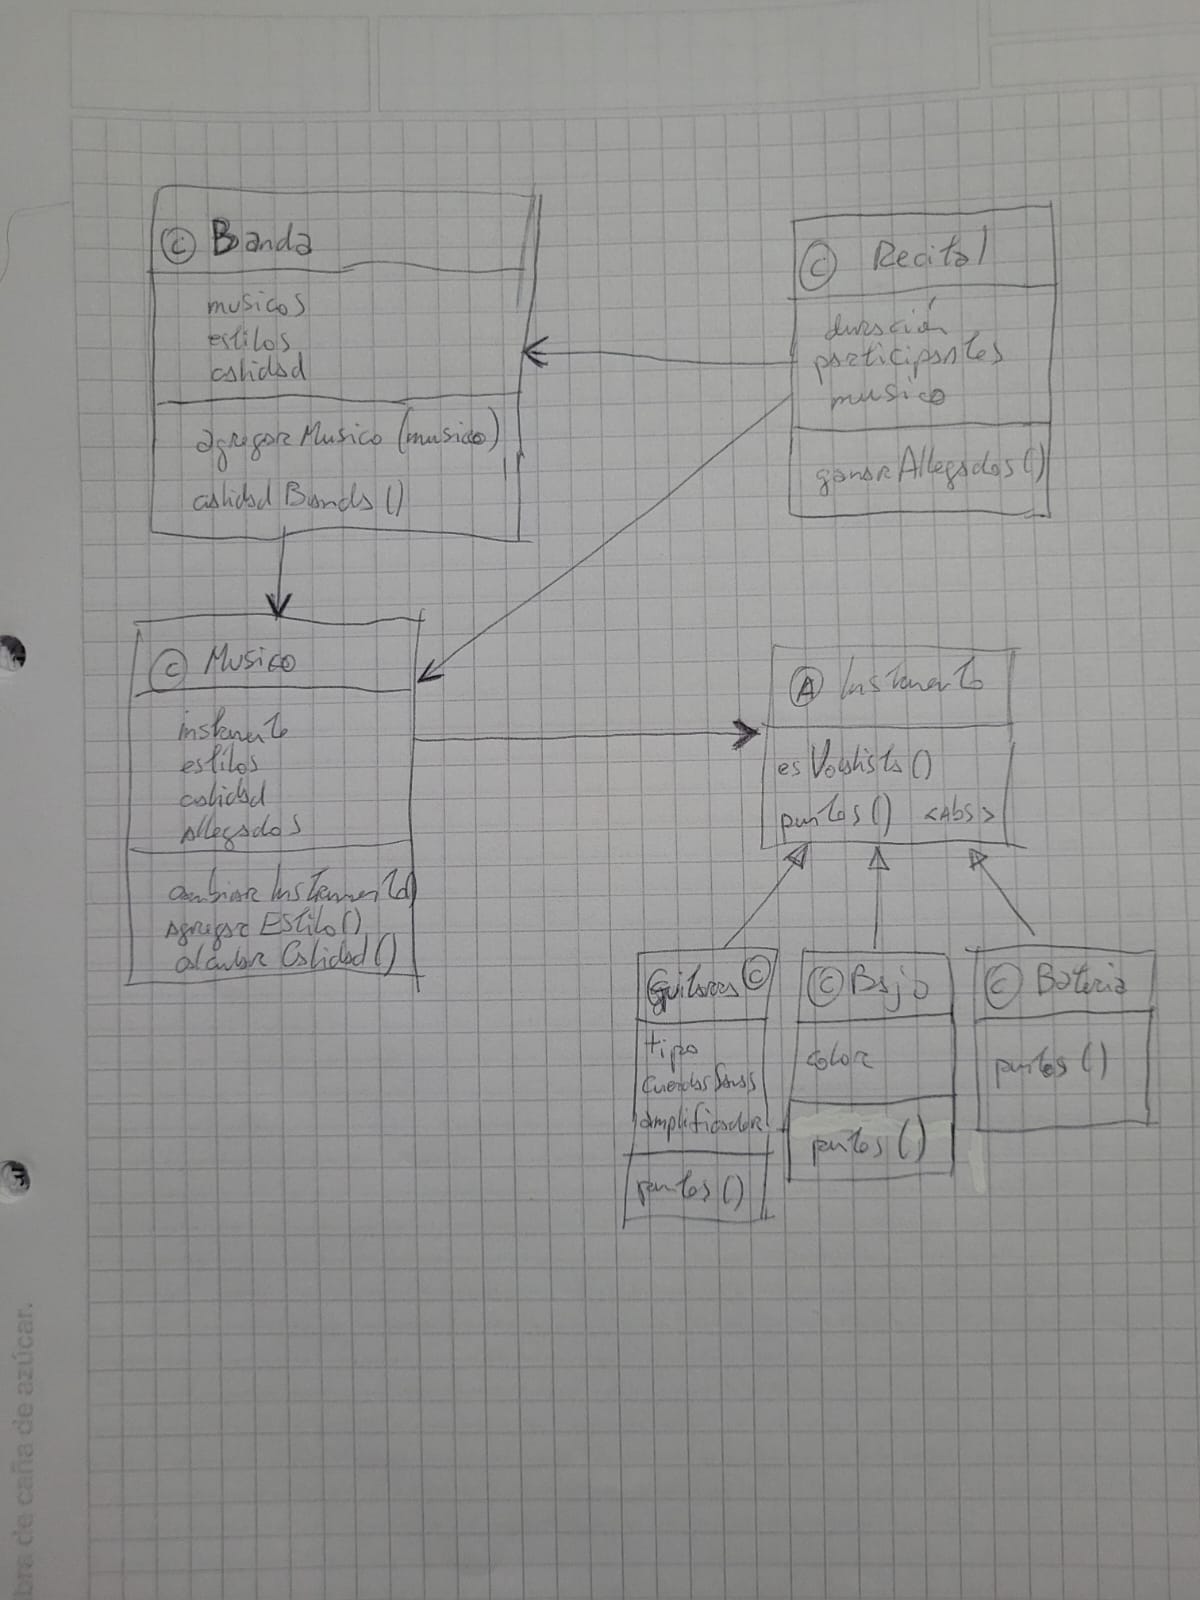 C Banda
musicos
estilos
calidad
agregar Musico (musico)
calidad Banda ()
C Recital
duración
participantes
musico
ganar Allegados ()
C Musico
instrumento
estilos
calidad
Allegados
cambiar Instrumento()
agregar Estilo ()
calcular Calidad ()
A Instrumento
es Vocalista ()
puntos () <Abs>
Guitarras C
tipo
cuerdas Sanas
amplificador
puntos ()
C Bajo
color
puntos ()
C Bateria
puntos ()
bra de caña de azúcar.